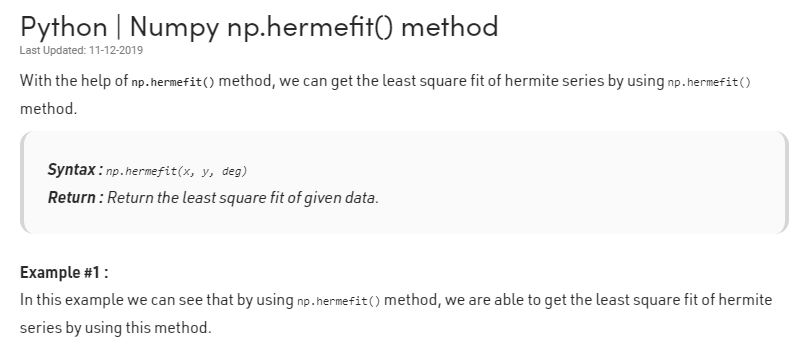 Python | Numpy np.hermefit() method
Last Updated: 11-12-2019
With the help of np.hermefit() method, we can get the least square fit of hermite series by using np.hermefit()
method.
Syntax : np.hermefit(x, y, deg)
Return : Return the least square fit of given data.
Example #1 :
In this example we can see that by using np.hermefit() method, we are able to get the least square fit of hermite
series by using this method.